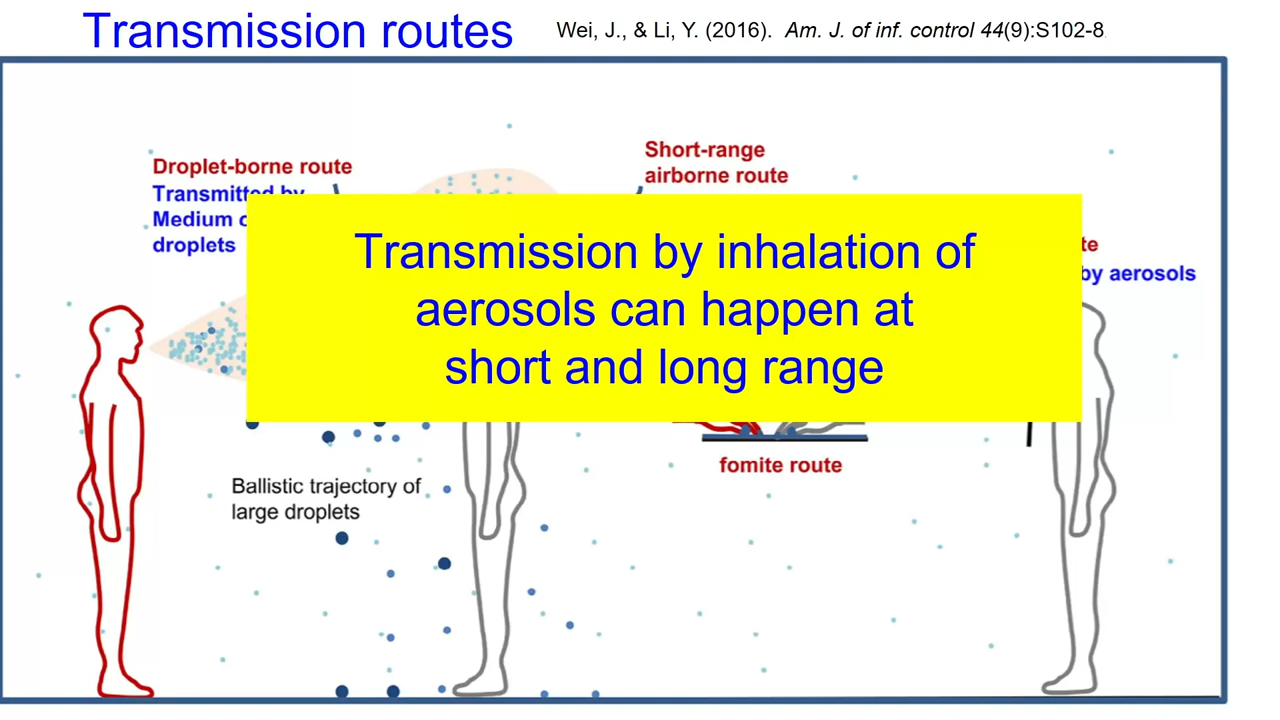 Transmission routes
Wei, J., & Li, Y. (2016). Am. J. of inf. control 44(9):S102-8
Droplet-borne route
Transmitted by
Medium
droplets
Short-range
airborne route
by aerosols
Transmission by inhalation of
aerosols can happen at
short and long range
fomite route
Ballistic trajectory of
large droplets